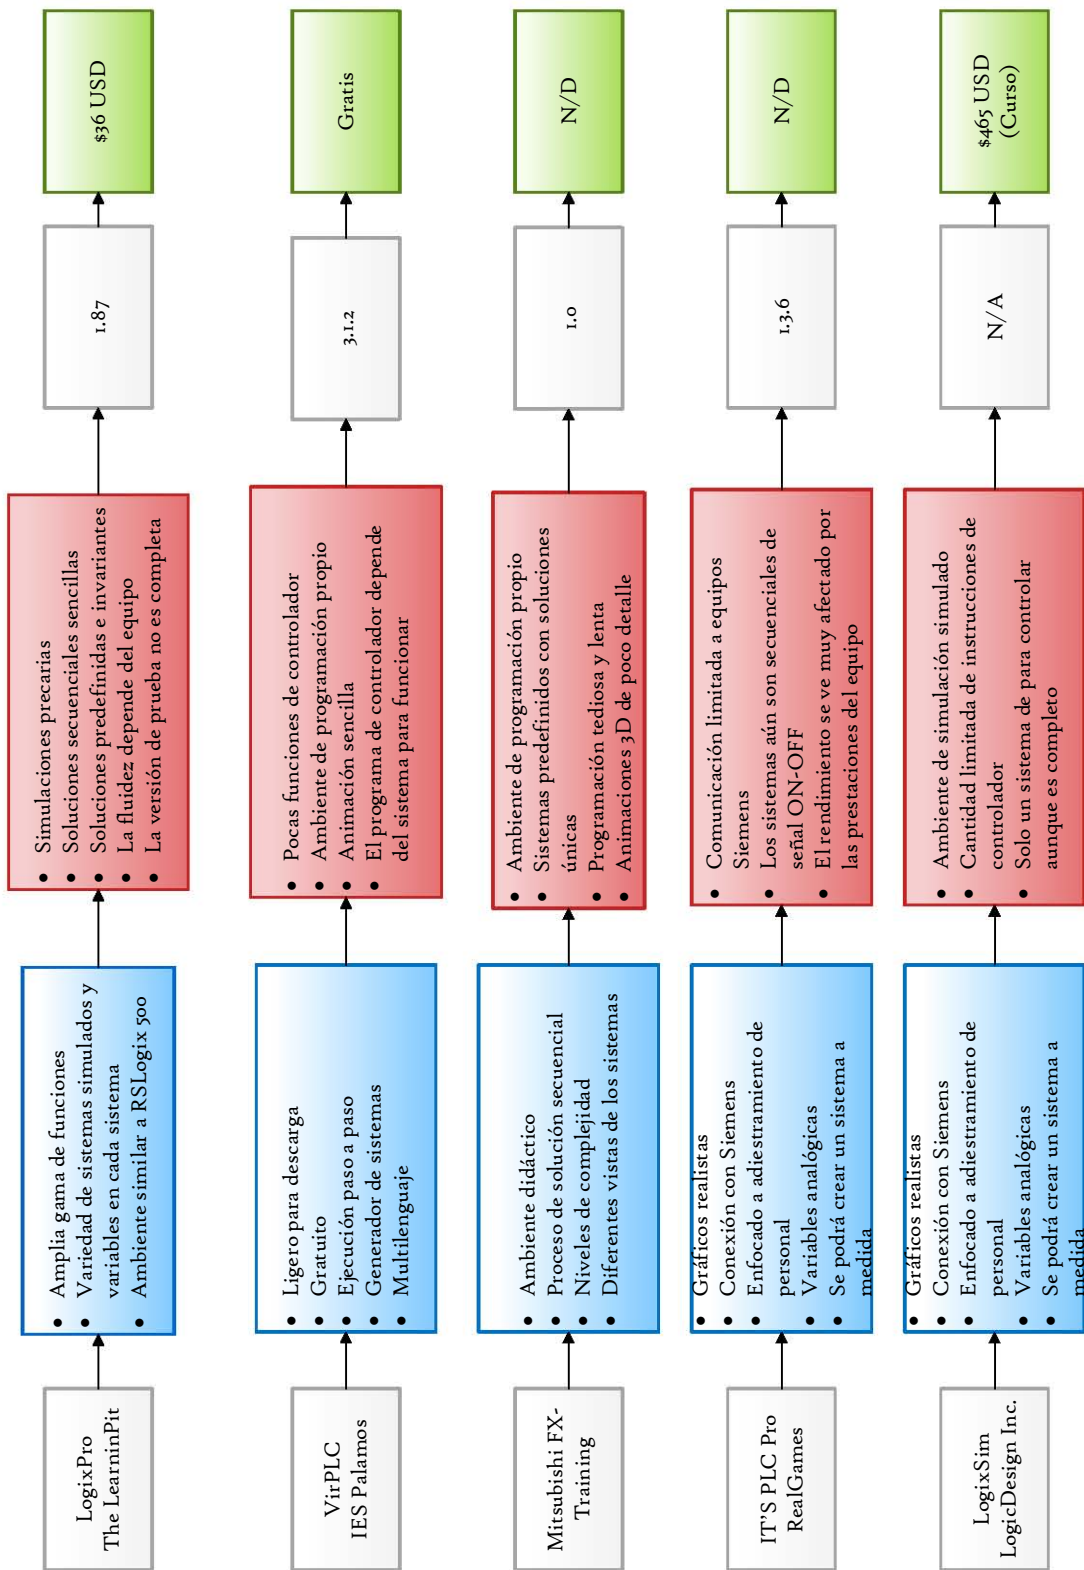 LogixPro
The LearninPit
• Amplia gama de funciones
• Variedad de sistemas simulados y
variables en cada sistema
• Ambiente similar a RSLogix 500
• Simulaciones precarias
• Soluciones secuenciales sencillas
• Soluciones predefinidas e invariantes
• La fluidez depende del equipo
• La versión de prueba no es completa
1.87
$36 USD
VirPLC
IES Palamos
• Ligero para descarga
• Gratuito
• Ejecución paso a paso
• Generador de sistemas
• Multilenguaje
• Pocas funciones de controlador
• Ambiente de programación propio
• Animación sencilla
• El programa de controlador depende
del sistema para funcionar
3.1.2
Gratis
Mitsubishi FX-
Training
• Ambiente didáctico
• Proceso de solución secuencial
• Niveles de complejidad
• Diferentes vistas de los sistemas
• Ambiente de programación propio
• Sistemas predefinidos con soluciones
únicas
• Programación tediosa y lenta
• Animaciones 3D de poco detalle
1.0
N/D
IT'S PLC Pro
RealGames
• Gráficos realistas
• Conexión con Siemens
• Enfocado a adiestramiento de
personal
• Variables analógicas
• Se podrá crear un sistema a
medida
• Comunicación limitada a equipos
Siemens
• Los sistemas aún son secuenciales de
señal ON-OFF
• El rendimiento se ve muy afectado por
las prestaciones del equipo
1.3.6
N/D
LogixSim
LogicDesign Inc.
• Gráficos realistas
• Conexión con Siemens
• Enfocado a adiestramiento de
personal
• Variables analógicas
• Se podrá crear un sistema a
medida
• Ambiente de simulación simulado
• Cantidad limitada de instrucciones de
controlador
• Solo un sistema de para controlar
aunque es completo
N/A
$465 USD
(Curso)